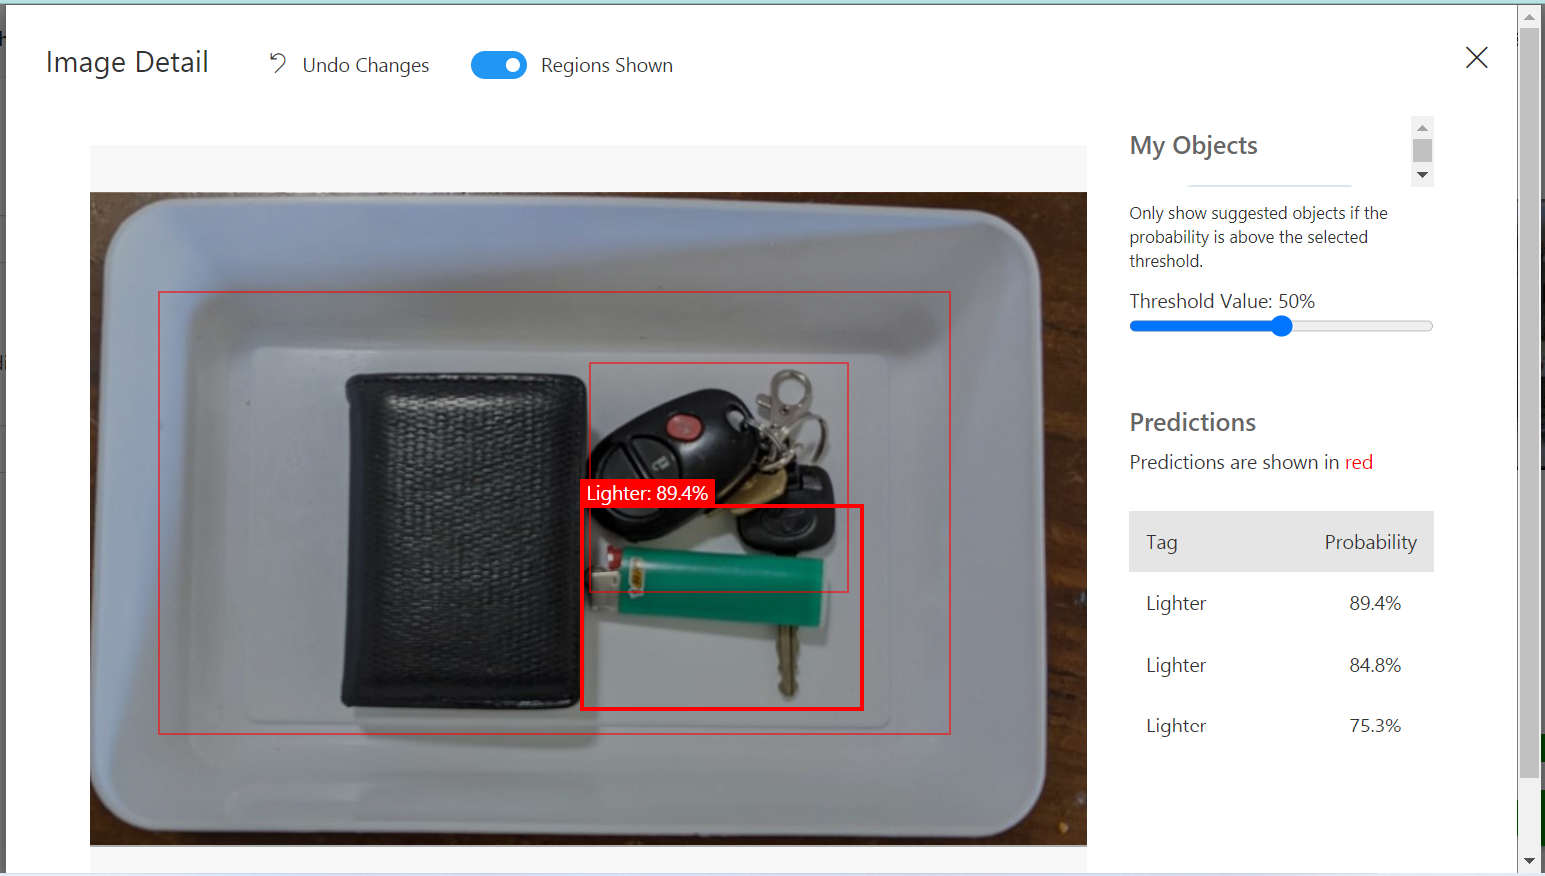 Image Detail
Undo Changes
Regions Shown
My Objects
Only show suggested objects if the
probability is above the selected
threshold.
Threshold Value: 50%
Predictions
Predictions are shown in red
Tag Probability
Lighter 89.4%
Lighter 84.8%
Lighter 75.3%
Lighter: 89.4%